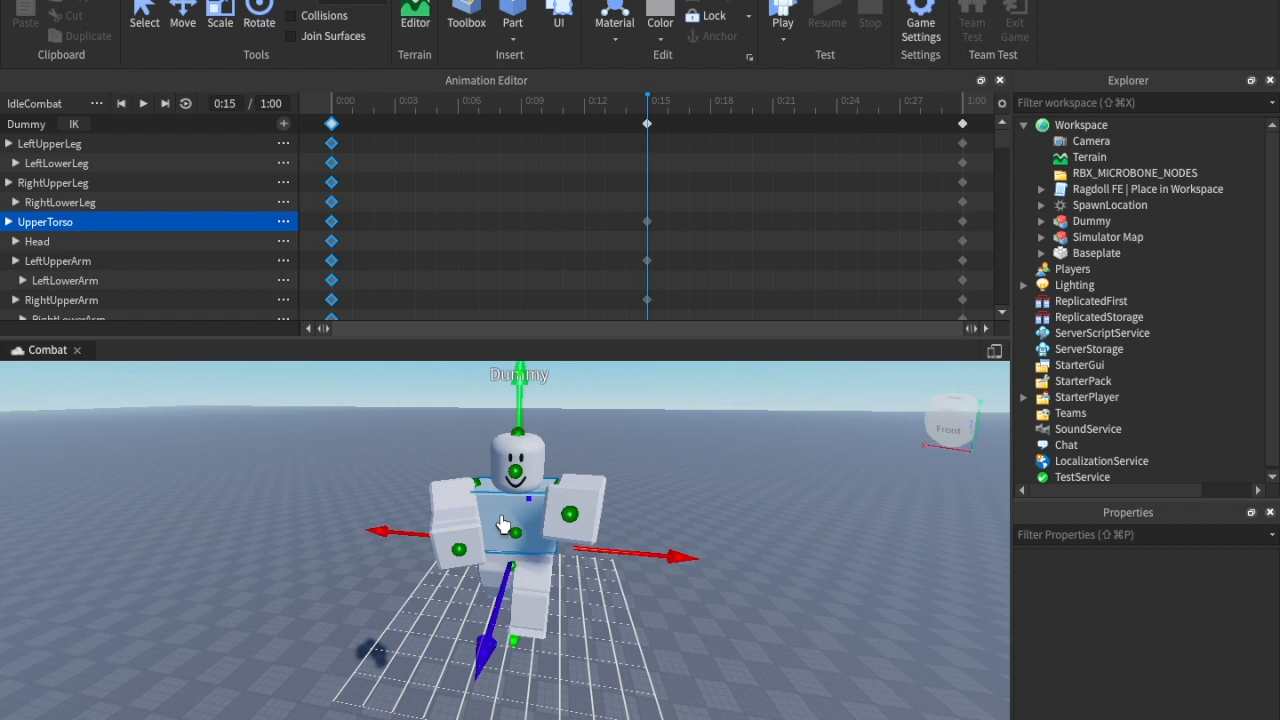 Paste
Cut
Duplicate
Clipboard
Select
Move
Scale
Rotate
Collisions
Join Surfaces
Tools
Editor
Terrain
Toolbox
Part
UI
Insert
Material
Color
Lock
Anchor
Edit
Play
Resume
Stop
Test
Game
Settings
Settings
Team
Test
Exit
Game
Team Test
Animation Editor
Explorer
IdleCombat
0:15 / 1:00
0:00 0:03 0:06 0:09 0:12 0:15 0:21 0:24 0:27 1:00
Filter workspace (⇧⌘X)
Dummy IK
LeftUpperLeg
LeftLowerLeg
RightUpperLeg
RightLowerLeg
UpperTorso
Head
LeftUpperArm
LeftLowerArm
RightUpperArm
RightLowerArm
Workspace
Camera
Terrain
RBX_MICROBONE_NODES
Ragdoll FE | Place in Workspace
SpawnLocation
Dummy
Simulator Map
Baseplate
Players
Lighting
ReplicatedFirst
ReplicatedStorage
ServerScriptService
ServerStorage
StarterGui
StarterPack
StarterPlayer
Teams
SoundService
Chat
LocalizationService
TestService
Combat
Dummy
Front
X
Properties
Filter Properties (⇧⌘P)